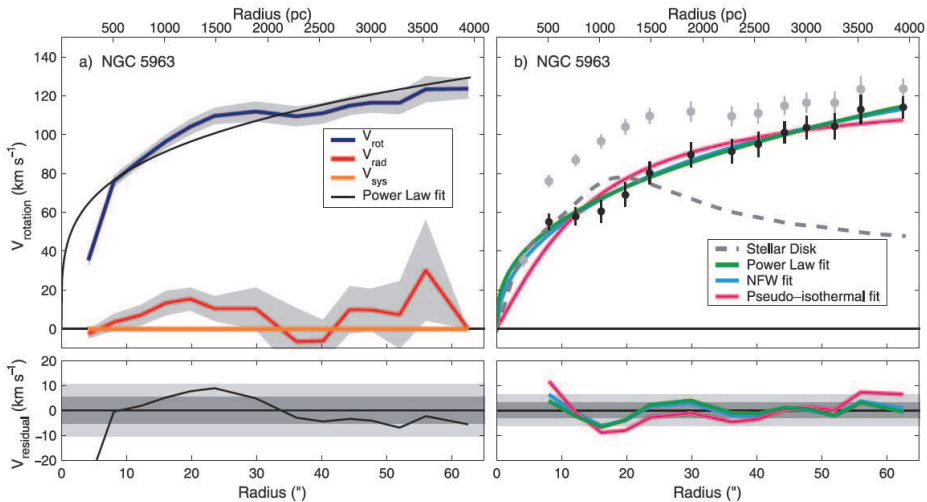 Radius (pc)
500 1000 1500 2000 2500 3000 3500 4000
a) NGC 5963
V_rotation (km s⁻¹)
140
120
100
80
60
40
20
0
V_rot
V_rad
V_sys
Power Law fit
V_residual (km s⁻¹)
20
10
0
−10
−20
0 10 20 30 40 50 60
Radius (")
Radius (pc)
500 1000 1500 2000 2500 3000 3500 4000
b) NGC 5963
Stellar Disk
Power Law fit
NFW fit
Pseudo−isothermal fit
0 10 20 30 40 50 60
Radius (")